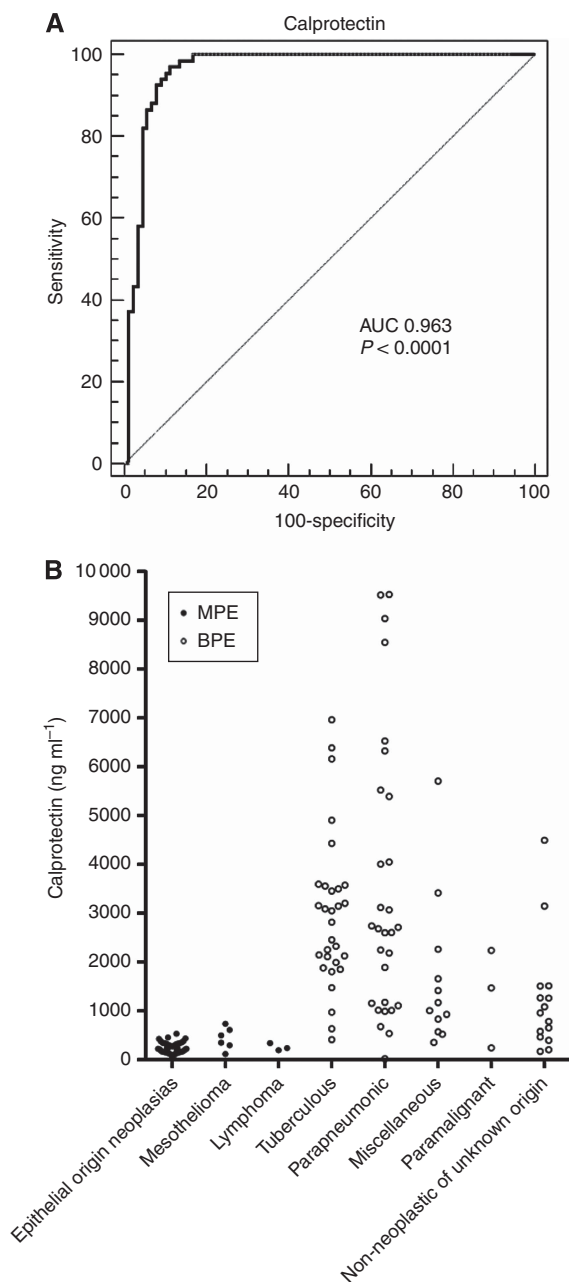 A
Calprotectin
100
80
60
40
20
0
Sensitivity
AUC 0.963
P < 0.0001
0 20 40 60 80 100
100-specificity
B
10 000
9000
8000
7000
6000
5000
4000
3000
2000
1000
0
Calprotectin (ng ml−1)
MPE
BPE
Epithelial origin neoplasias
Mesothelioma
Lymphoma
Tuberculous
Parapneumonic
Miscellaneous
Paramalignant
Non-neoplastic of unknown origin